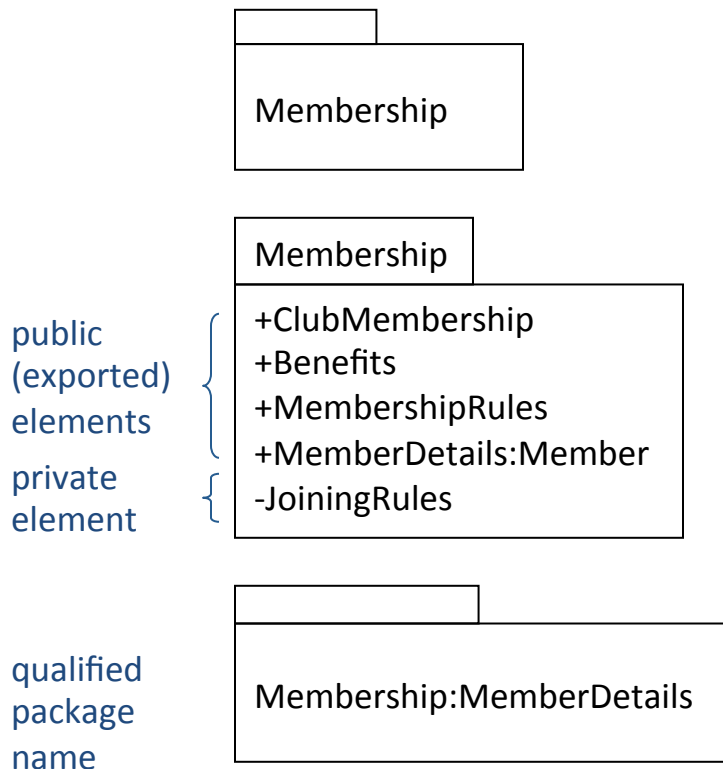 Membership
Membership
public
(exported)
elements
+ClubMembership
+Benefits
+MembershipRules
+MemberDetails:Member
private
element
-JoiningRules
qualified
package
name
Membership:MemberDetails